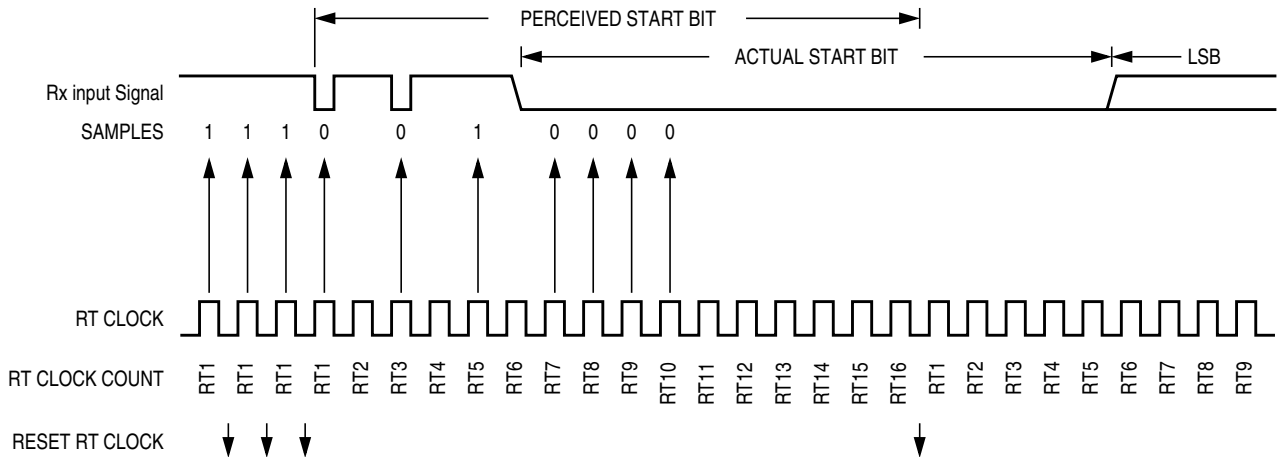 PERCEIVED START BIT
ACTUAL START BIT
LSB
Rx input Signal
SAMPLES 1 1 1 0 0 1 0 0 0 0
RT CLOCK
RT CLOCK COUNT RT1 RT1 RT1 RT1 RT2 RT3 RT4 RT5 RT6 RT7 RT8 RT9 RT10 RT11 RT12 RT13 RT14 RT15 RT16 RT1 RT2 RT3 RT4 RT5 RT6 RT7 RT8 RT9
RESET RT CLOCK